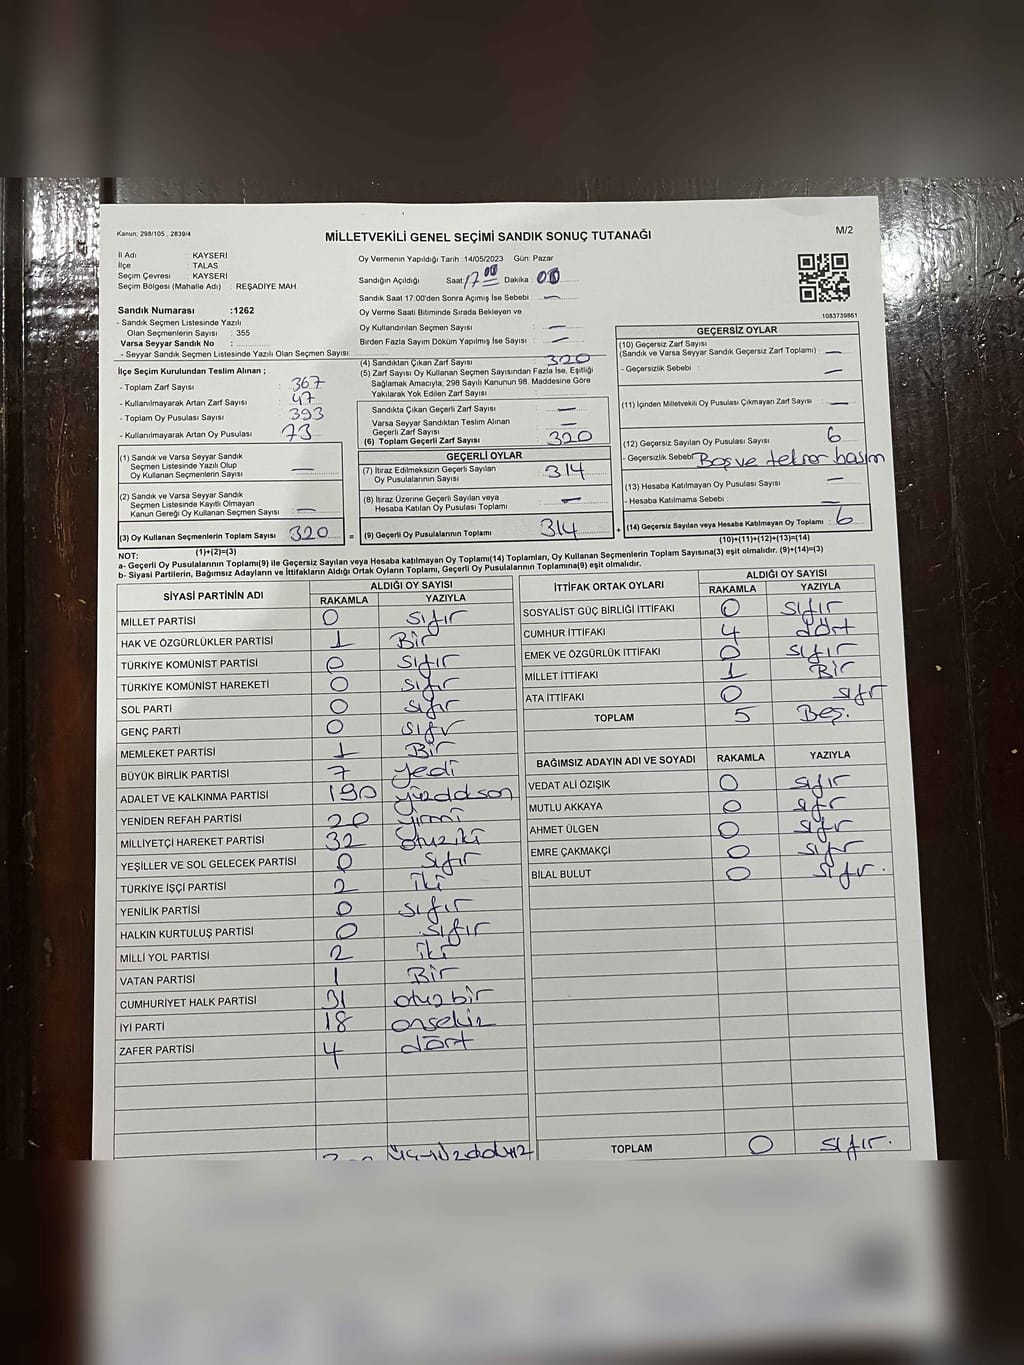 Kanun; 298/105 , 2839/4
MİLLETVEKİLİ GENEL SEÇİMİ SANDIK SONUÇ TUTANAĞI
M/2
İl Adı KAYSERİ
İlçe TALAS
Seçim Çevresi : KAYSERİ
Seçim Bölgesi (Mahalle Adı) : REŞADİYE MAH.
Oy Vermenin Yapıldığı Tarih :14/05/2023 Gün: Pazar
Sandığın Açıldığı Saat: 17 00 Dakika : 00
Sandık Saat 17:00'den Sonra Açımış İse Sebebi : —
Oy Verme Saati Bitiminde Sırada Bekleyen ve
Oy Kullandırılan Seçmen Sayısı : —
Birden Fazla Sayım Döküm Yapılmış İse Sayısı : —
1083739861
Sandık Numarası :1262
- Sandık Seçmen Listesinde Yazılı
Olan Seçmenlerin Sayısı : 355
Varsa Seyyar Sandık No :
- Seyyar Sandık Seçmen Listesinde Yazılı Olan Seçmen Sayısı:
İlçe Seçim Kurulundan Teslim Alınan ;
- Toplam Zarf Sayısı 367
- Kullanılmayarak Artan Zarf Sayısı : 47
- Toplam Oy Pusulası Sayısı : 393
- Kullanılmayarak Artan Oy Pusulası : 73
(1) Sandık ve Varsa Seyyar Sandık
Seçmen Listesinde Yazılı Olup
Oy Kullanan Seçmenlerin Sayısı —
(2) Sandık ve Varsa Seyyar Sandık
Seçmen Listesinde Kayıtlı Olmayan
Kanun Gereği Oy Kullanan Seçmen Sayısı : —
(3) Oy Kullanan Seçmenlerin Toplam Sayısı 320 =
(1)+(2)=(3)
(4) Sandıktan Çıkan Zarf Sayısı : 320
(5) Zarf Sayısı Oy Kullanan Seçmen Sayısından Fazla İse, Eşitliği
Sağlamak Amacıyla, 298 Sayılı Kanunun 98. Maddesine Göre
Yakılarak Yok Edilen Zarf Sayısı :
Sandıkta Çıkan Geçerli Zarf Sayısı : —
Varsa Seyyar Sandıktan Teslim Alınan
Geçerli Zarf Sayısı : —
(6) Toplam Geçerli Zarf Sayısı : 320
GEÇERLİ OYLAR
(7) İtiraz Edilmeksizin Geçerli Sayılan
Oy Pusulalarının Sayısı : 314
(8) İtiraz Üzerine Geçerli Sayılan veya
Hesaba Katılan Oy Pusulası Toplamı : —
(9) Geçerli Oy Pusulalarının Toplamı : 314 +
GEÇERSİZ OYLAR
(10) Geçersiz Zarf Sayısı
(Sandık ve Varsa Seyyar Sandık Geçersiz Zarf Toplamı) : —
- Geçersizlik Sebebi : —
(11) İçinden Milletvekili Oy Pusulası Çıkmayan Zarf Sayısı : —
(12) Geçersiz Sayılan Oy Pusulası Sayısı : 6
- Geçersizlik Sebebi Boş ve tekrar basım
(13) Hesaba Katılmayan Oy Pusulası Sayısı : —
- Hesaba Katılmama Sebebi : —
(14) Geçersiz Sayılan veya Hesaba Katılmayan Oy Toplamı : 6
(10)+(11)+(12)+(13)=(14)
NOT:
a- Geçerli Oy Pusulalarının Toplamı(9) ile Geçersiz Sayılan veya Hesaba katılmayan Oy Toplamı(14) Toplamları, Oy Kullanan Seçmenlerin Toplam Sayısına(3) eşit olmalıdır. (9)+(14)=(3)
b- Siyasi Partilerin, Bağımsız Adayların ve İttifakların Aldığı Ortak Oyların Toplamı, Geçerli Oy Pusulalarının Toplamına(9) eşit olmalıdır.
SİYASİ PARTİNİN ADI ALDIĞI OY SAYISI
RAKAMLA YAZIYLA
MİLLET PARTİSİ 0 sıfır
HAK VE ÖZGÜRLÜKLER PARTİSİ 1 Bir
TÜRKİYE KOMÜNİST PARTİSİ 0 sıfır
TÜRKİYE KOMÜNİST HAREKETİ 0 sıfır
SOL PARTİ 0 sıfır
GENÇ PARTİ 0 sıfır
MEMLEKET PARTİSİ 1 Bir
BÜYÜK BİRLİK PARTİSİ 7 yedi
ADALET VE KALKINMA PARTİSİ 190 yüzdokson
YENİDEN REFAH PARTİSİ 20 yirmi
MİLLİYETÇİ HAREKET PARTİSİ 32 otuziki
YEŞİLLER VE SOL GELECEK PARTİSİ 0 sıfır
TÜRKİYE İŞÇİ PARTİSİ 2 İki
YENİLİK PARTİSİ 0 sıfır
HALKIN KURTULUŞ PARTİSİ 0 sıfır
MİLLİ YOL PARTİSİ 2 iki
VATAN PARTİSİ 1 Bir
CUMHURİYET HALK PARTİSİ 31 otuzbir
İYİ PARTİ 18 onsekiz
ZAFER PARTİSİ 4 dört
İTTİFAK ORTAK OYLARI ALDIĞI OY SAYISI
RAKAMLA YAZIYLA
SOSYALİST GÜÇ BİRLİĞİ İTTİFAKI 0 sıfır
CUMHUR İTTİFAKI 4 dört
EMEK VE ÖZGÜRLÜK İTTİFAKI 0 sıfır
MİLLET İTTİFAKI 1 Bir
ATA İTTİFAKI 0 sıfır
TOPLAM 5 Beş.
BAĞIMSIZ ADAYIN ADI VE SOYADI RAKAMLA YAZIYLA
VEDAT ALİ ÖZIŞIK 0 sıfır
MUTLU AKKAYA 0 sıfır
AHMET ÜLGEN 0 sıfır
EMRE ÇAKMAKÇİ 0 sıfır
BİLAL BULUT 0 sıfır.
TOPLAM 0 sıfır.